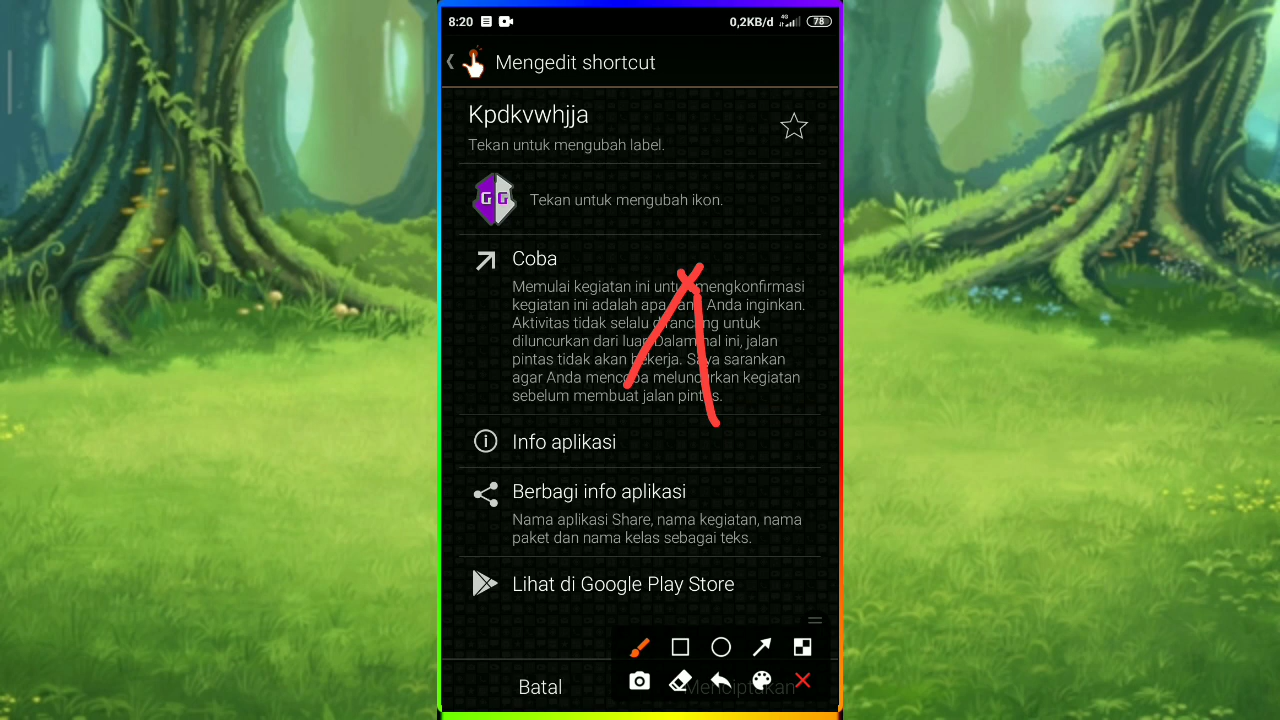 8:20 0,2KB/d 4G 78
Mengedit shortcut
Kpdkvwhjja
Tekan untuk mengubah label.
G G Tekan untuk mengubah ikon.
Coba
Memulai kegiatan ini untuk mengkonfirmasi
kegiatan ini adalah apa yang Anda inginkan.
Aktivitas tidak selalu dirancang untuk
diluncurkan dari luar. Dalam hal ini, jalan
pintas tidak akan bekerja. Saya sarankan
agar Anda mencoba meluncurkan kegiatan
sebelum membuat jalan pintas.
Info aplikasi
Berbagi info aplikasi
Nama aplikasi Share, nama kegiatan, nama
paket dan nama kelas sebagai teks.
Lihat di Google Play Store
Batal Menciptakan